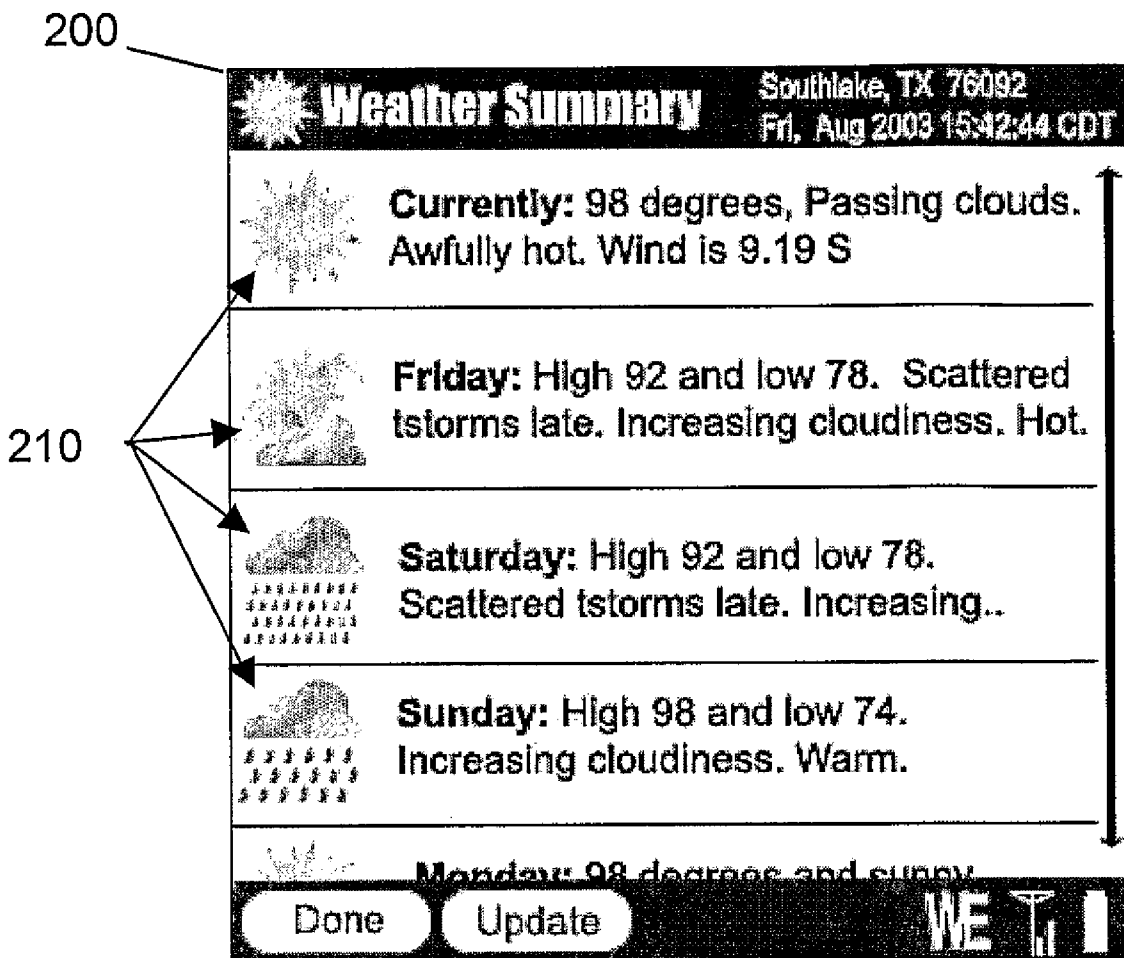 200
Weather Summary
Southlake, TX 76092
Fri, Aug 2003 15:42:44 CDT
Currently: 98 degrees, Passing clouds.
Awfully hot. Wind is 9.19 S
210
Friday: High 92 and low 78. Scattered
tstorms late. Increasing cloudiness. Hot.
Saturday: High 92 and low 78.
Scattered tstorms late. Increasing..
Sunday: High 98 and low 74.
Increasing cloudiness. Warm.
Monday: 98 degrees and sunny
Done
Update
WE